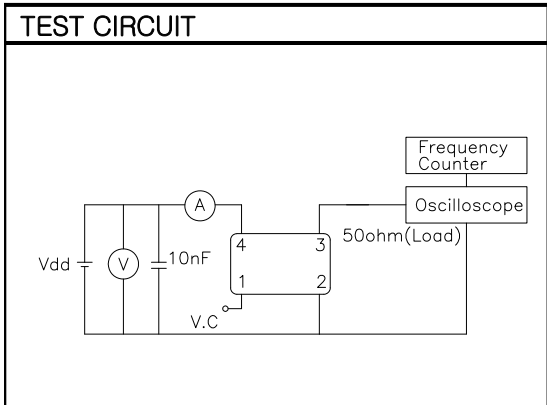 TEST CIRCUIT
Frequency
Counter
Oscilloscope
A
4
3
50ohm(Load)
Vdd
V
10nF
1
2
V.C